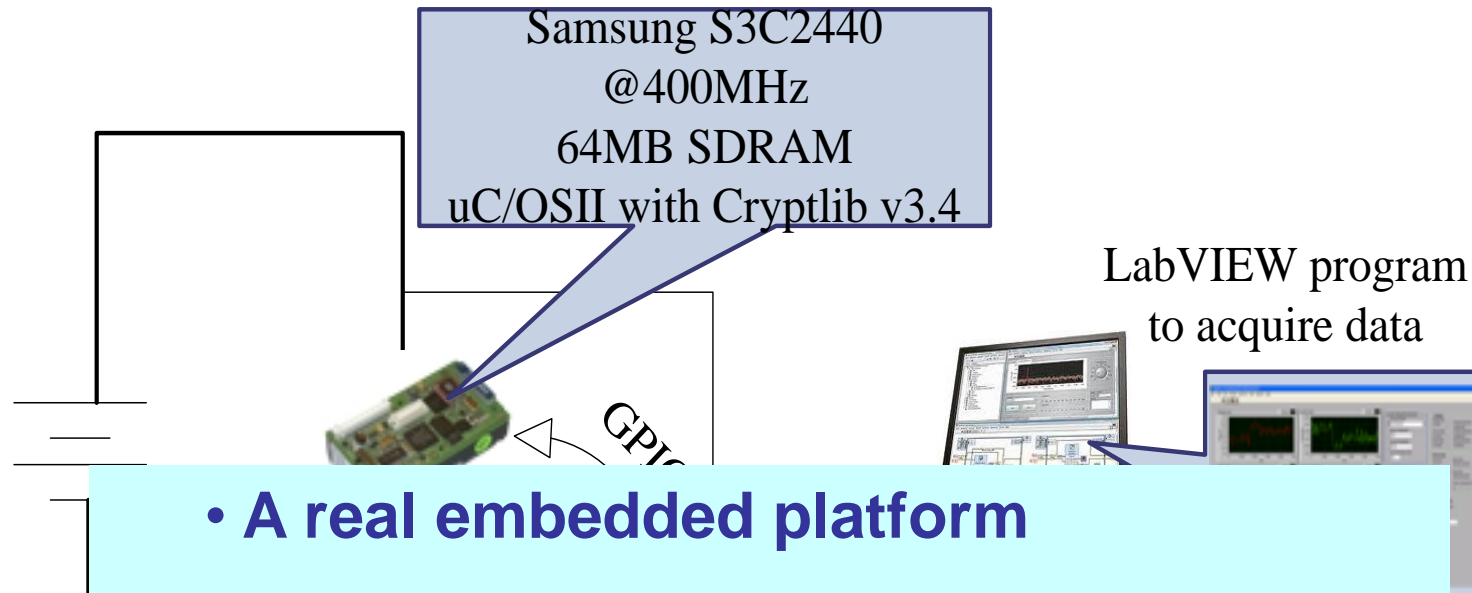 Samsung S3C2440
@400MHz
64MB SDRAM
uC/OSII with Cryptlib v3.4
LabVIEW program
to acquire data
• A real embedded platform